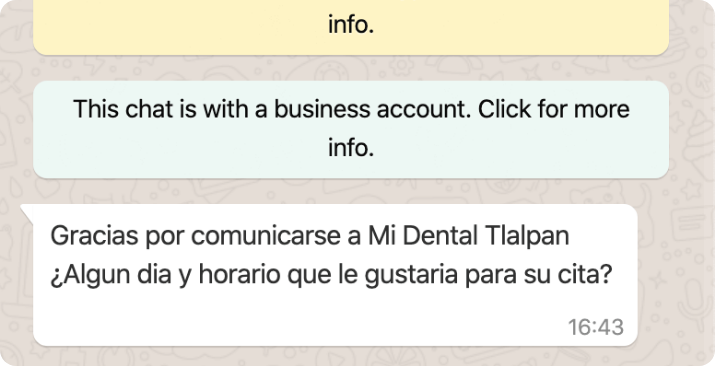 info.
This chat is with a business account. Click for more
info.
Gracias por comunicarse a Mi Dental Tlalpan
¿Algun dia y horario que le gustaria para su cita?
16:43